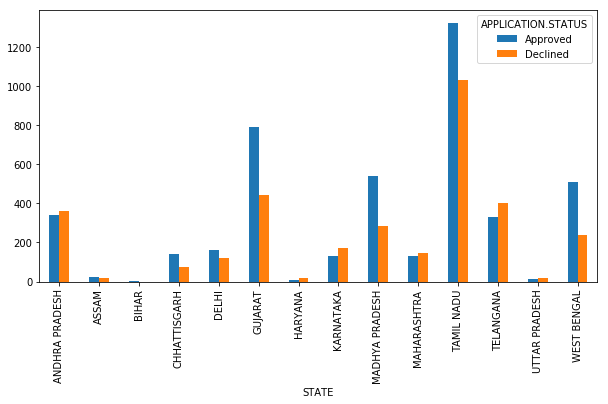 APPLICATION.STATUS
Approved
Declined
1200
1000
800
600
400
200
0
ANDHRA PRADESH
ASSAM
BIHAR
CHHATTISGARH
DELHI
GUJARAT
HARYANA
KARNATAKA
MADHYA PRADESH
MAHARASHTRA
TAMIL NADU
TELANGANA
UTTAR PRADESH
WEST BENGAL
STATE